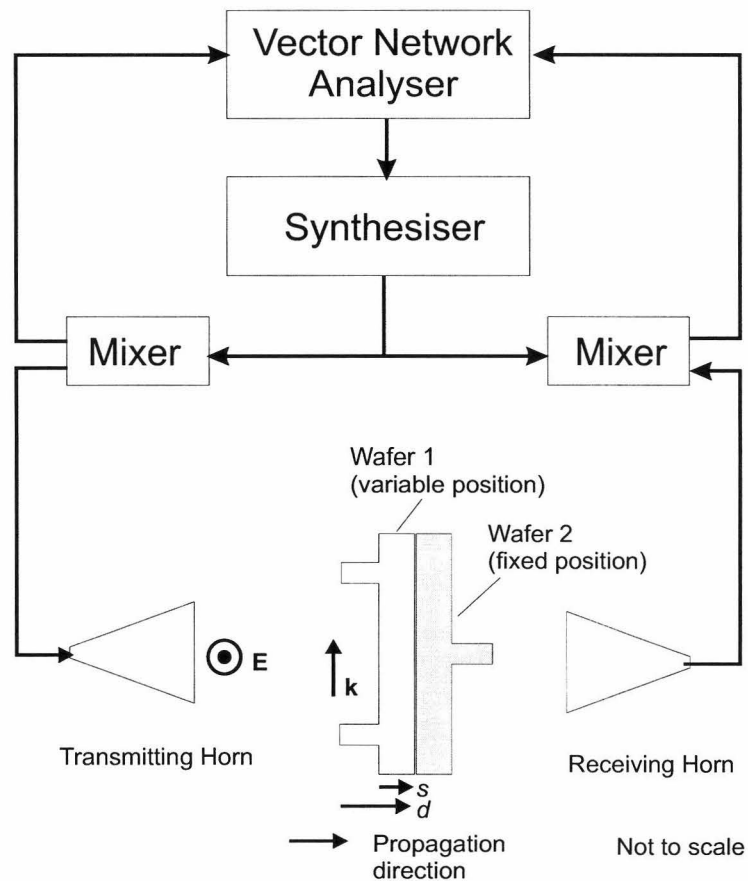 Vector Network
Analyser
Synthesiser
Mixer
Mixer
Wafer 1
(variable position)
Wafer 2
(fixed position)
E
k
Transmitting Horn
Receiving Horn
s
d
Propagation
direction
Not to scale